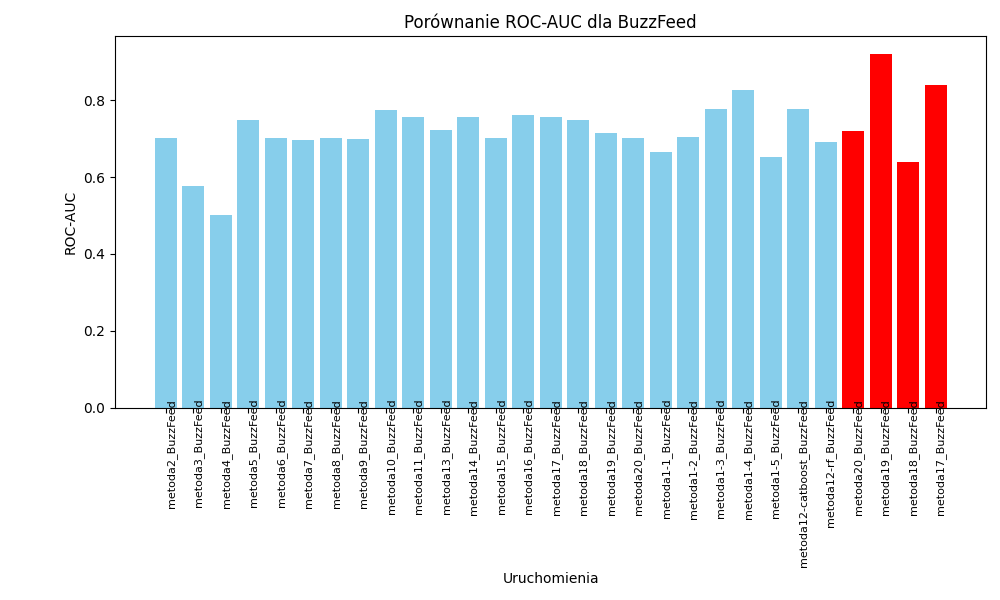 Porównanie ROC-AUC dla BuzzFeed
ROC-AUC
0.8
0.6
0.4
0.2
0.0
metoda2_BuzzFeed
metoda3_BuzzFeed
metoda4_BuzzFeed
metoda5_BuzzFeed
metoda6_BuzzFeed
metoda7_BuzzFeed
metoda8_BuzzFeed
metoda9_BuzzFeed
metoda10_BuzzFeed
metoda11_BuzzFeed
metoda13_BuzzFeed
metoda14_BuzzFeed
metoda15_BuzzFeed
metoda16_BuzzFeed
metoda17_BuzzFeed
metoda18_BuzzFeed
metoda19_BuzzFeed
metoda20_BuzzFeed
metoda1-1_BuzzFeed
metoda1-2_BuzzFeed
metoda1-3_BuzzFeed
metoda1-4_BuzzFeed
metoda1-5_BuzzFeed
metoda12-catboost_BuzzFeed
metoda12-rf_BuzzFeed
metoda20_BuzzFeed
metoda19_BuzzFeed
metoda18_BuzzFeed
metoda17_BuzzFeed
Uruchomienia